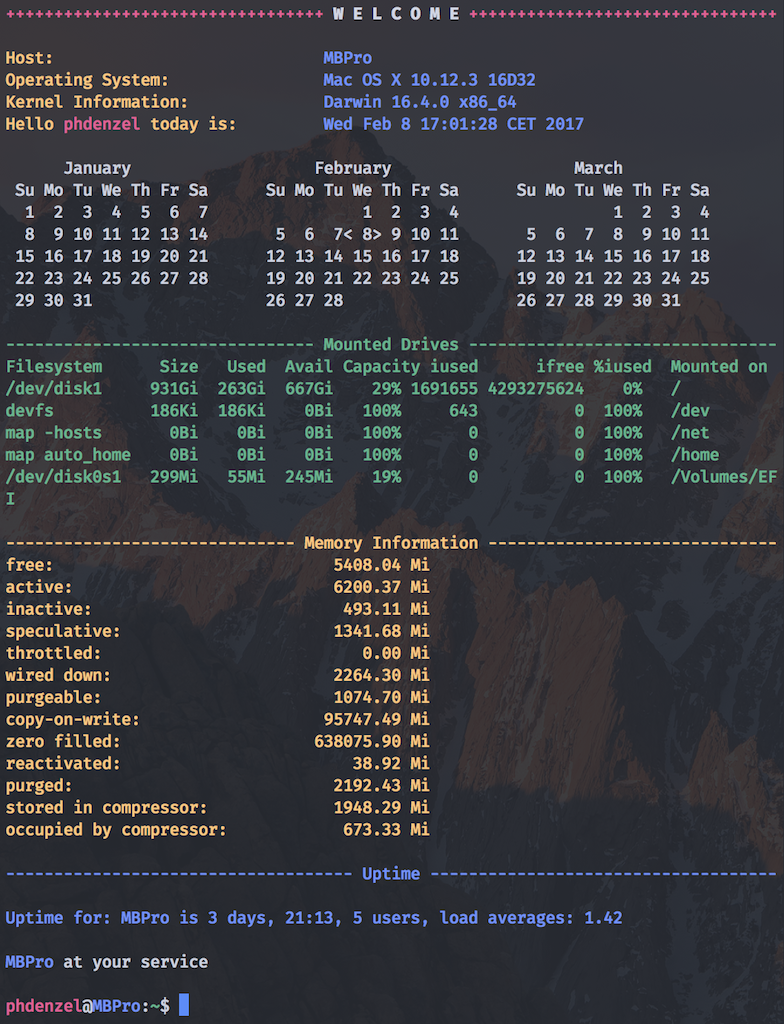 ++++++++++++++++++++++++++++++++ W E L C O M E ++++++++++++++++++++++++++++++++
Host: MBPro
Operating System: Mac OS X 10.12.3 16D32
Kernel Information: Darwin 16.4.0 x86_64
Hello phdenzel today is: Wed Feb 8 17:01:28 CET 2017
January February March
Su Mo Tu We Th Fr Sa Su Mo Tu We Th Fr Sa Su Mo Tu We Th Fr Sa
1 2 3 4 5 6 7 1 2 3 4 1 2 3 4
8 9 10 11 12 13 14 5 6 7< 8> 9 10 11 5 6 7 8 9 10 11
15 16 17 18 19 20 21 12 13 14 15 16 17 18 12 13 14 15 16 17 18
22 23 24 25 26 27 28 19 20 21 22 23 24 25 19 20 21 22 23 24 25
29 30 31 26 27 28 26 27 28 29 30 31
-------------------------------- Mounted Drives --------------------------------
Filesystem Size Used Avail Capacity iused ifree %iused Mounted on
/dev/disk1 931Gi 263Gi 667Gi 29% 1691655 4293275624 0% /
devfs 186Ki 186Ki 0Bi 100% 643 0 100% /dev
map -hosts 0Bi 0Bi 0Bi 100% 0 0 100% /net
map auto_home 0Bi 0Bi 0Bi 100% 0 0 100% /home
/dev/disk0s1 299Mi 55Mi 245Mi 19% 0 0 100% /Volumes/EF
I
------------------------------ Memory Information ------------------------------
free: 5408.04 Mi
active: 6200.37 Mi
inactive: 493.11 Mi
speculative: 1341.68 Mi
throttled: 0.00 Mi
wired down: 2264.30 Mi
purgeable: 1074.70 Mi
copy-on-write: 95747.49 Mi
zero filled: 638075.90 Mi
reactivated: 38.92 Mi
purged: 2192.43 Mi
stored in compressor: 1948.29 Mi
occupied by compressor: 673.33 Mi
------------------------------------ Uptime ------------------------------------
Uptime for: MBPro is 3 days, 21:13, 5 users, load averages: 1.42
MBPro at your service
phdenzel@MBPro:~$